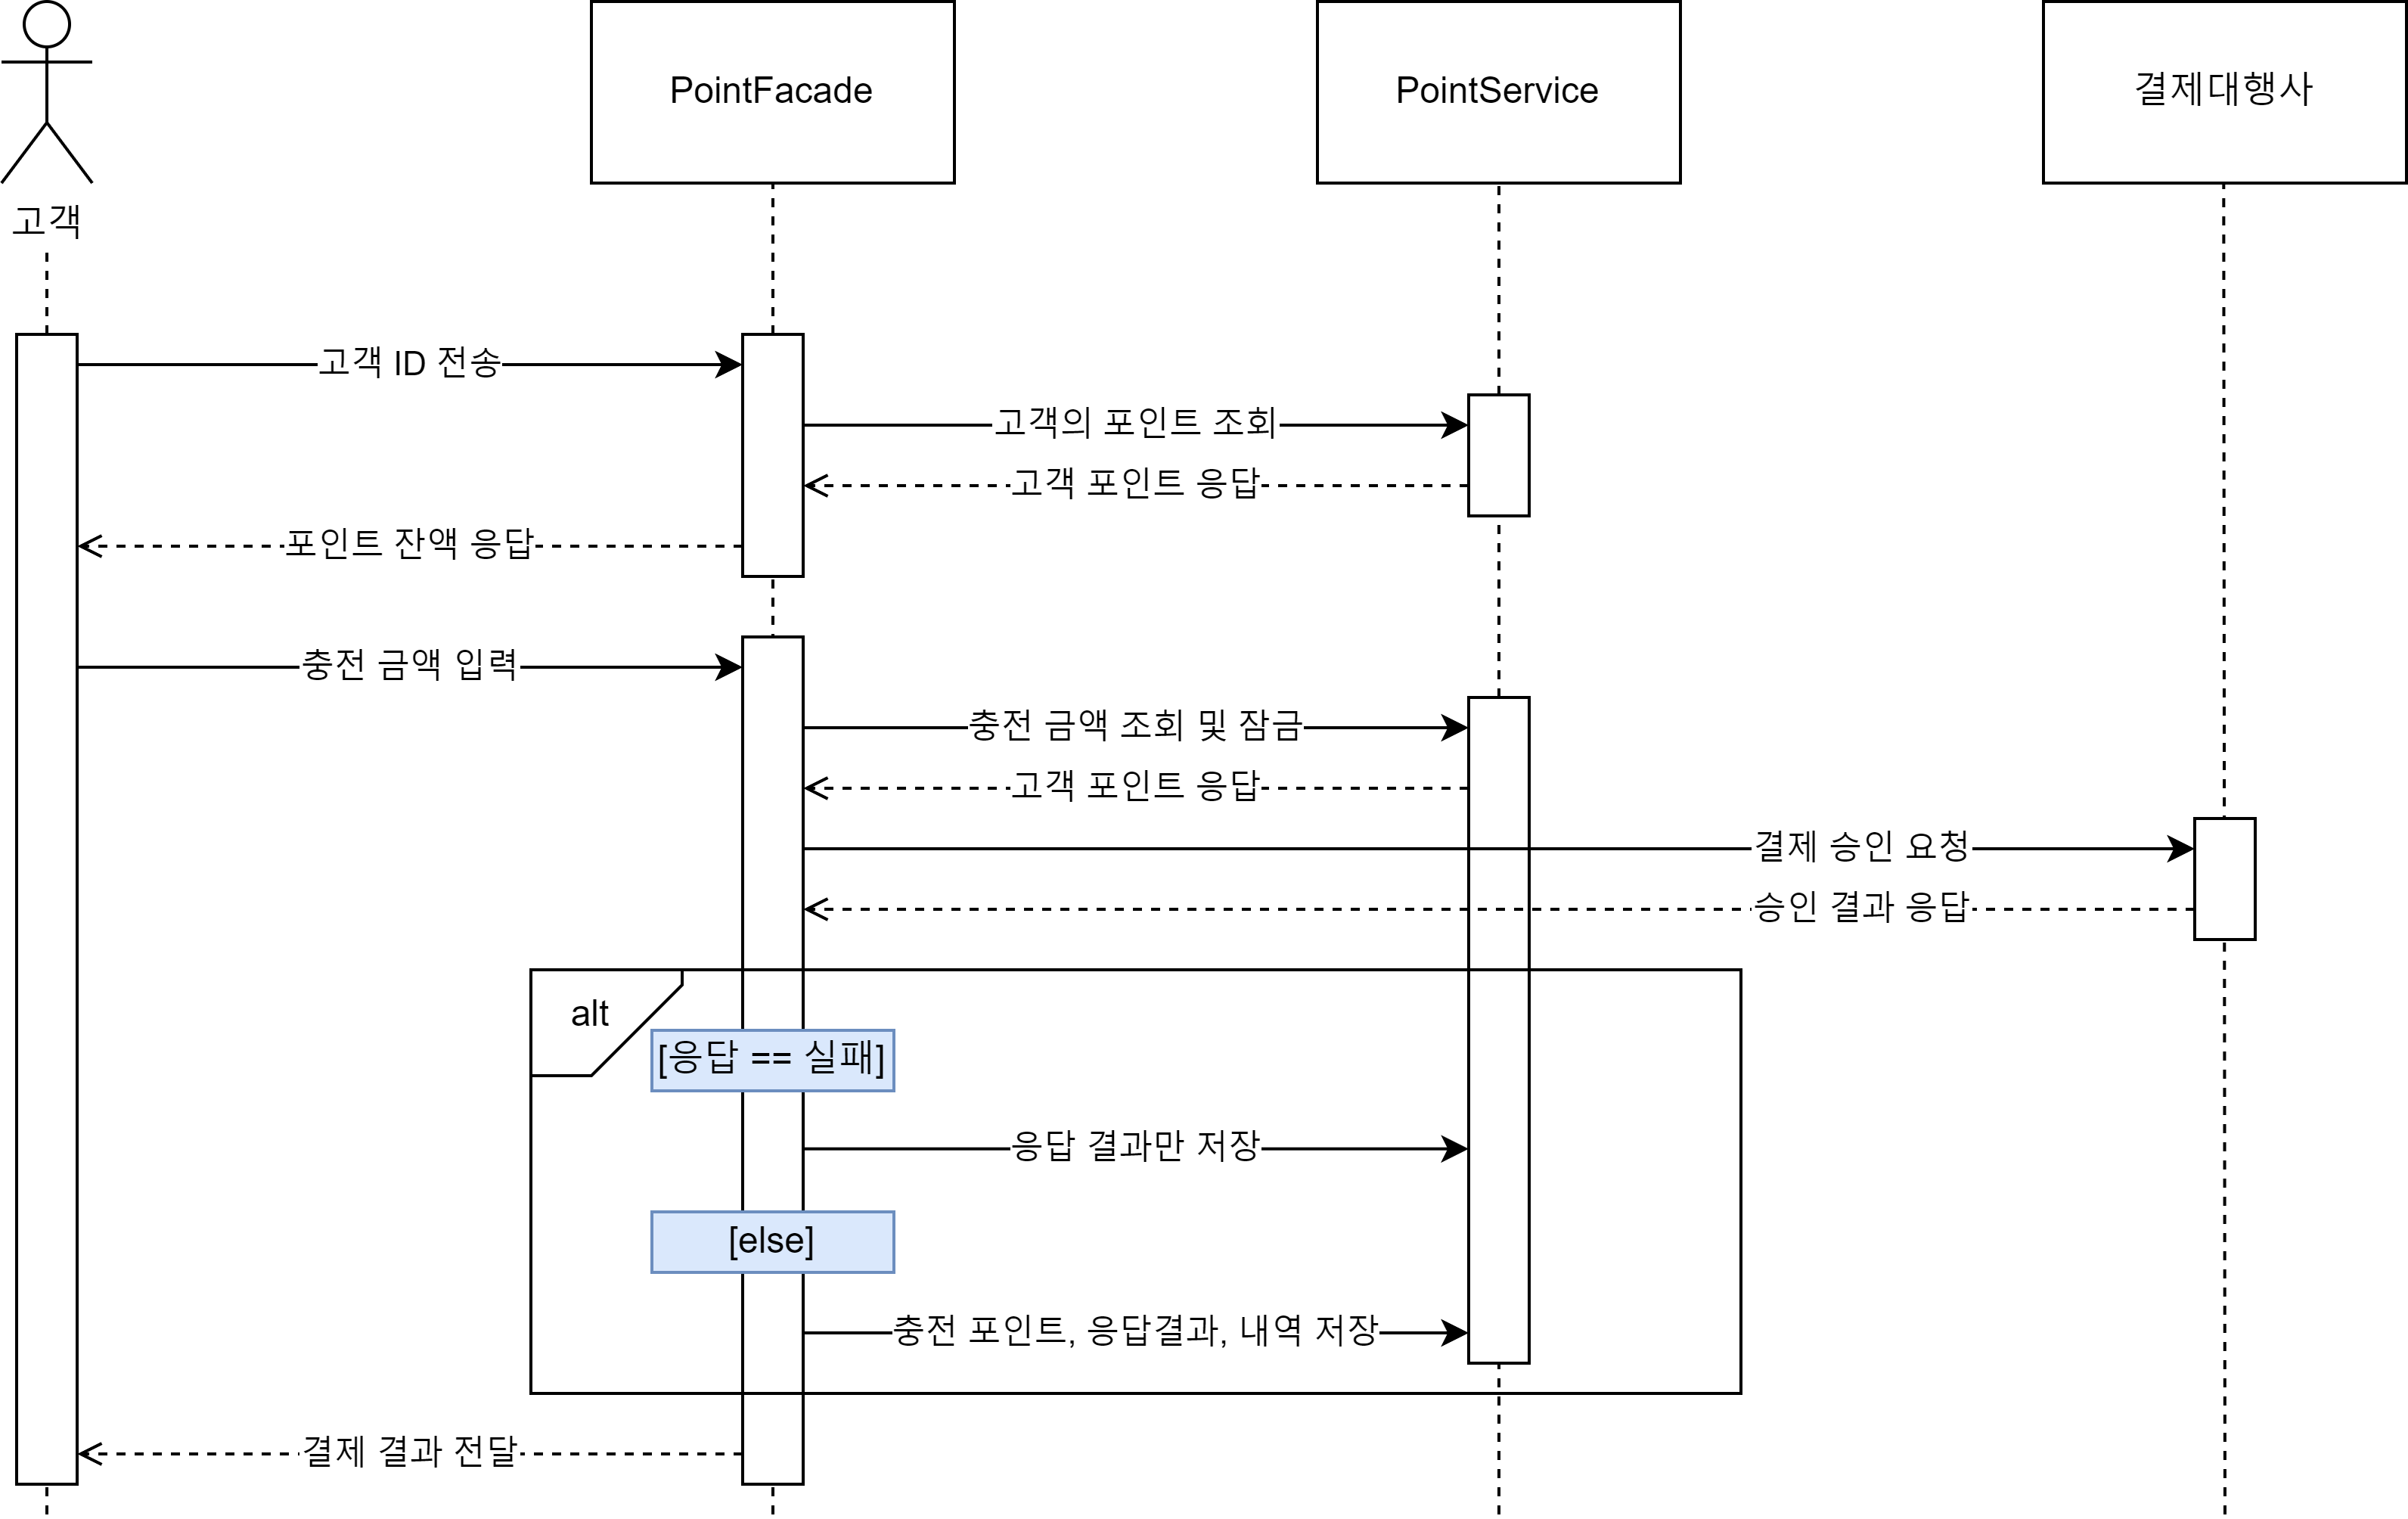 고객
PointFacade
PointService
결제대행사
고객 ID 전송
고객의 포인트 조회
고객 포인트 응답
포인트 잔액 응답
충전 금액 입력
충전 금액 조회 및 잠금
고객 포인트 응답
결제 승인 요청
승인 결과 응답
alt
[응답 == 실패]
응답 결과만 저장
[else]
충전 포인트, 응답결과, 내역 저장
결제 결과 전달